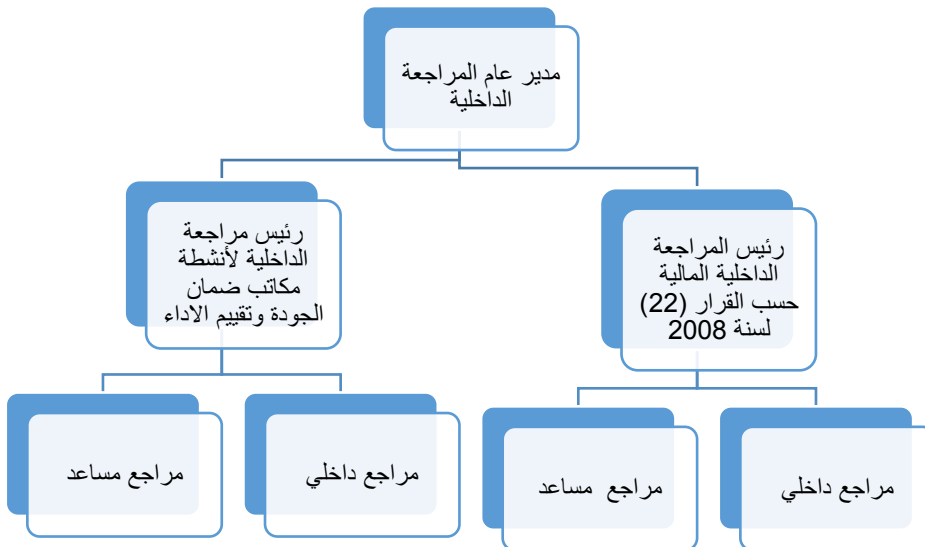 مدير عام المراجعة
الداخلية
رئيس المراجعة
الداخلية المالية
حسب القرار (22)
لسنة 2008
رئيس مراجعة
الداخلية لأنشطة
مكاتب ضمان
الجودة وتقييم الاداء
مراجع داخلي
مراجع مساعد
مراجع داخلي
مراجع مساعد